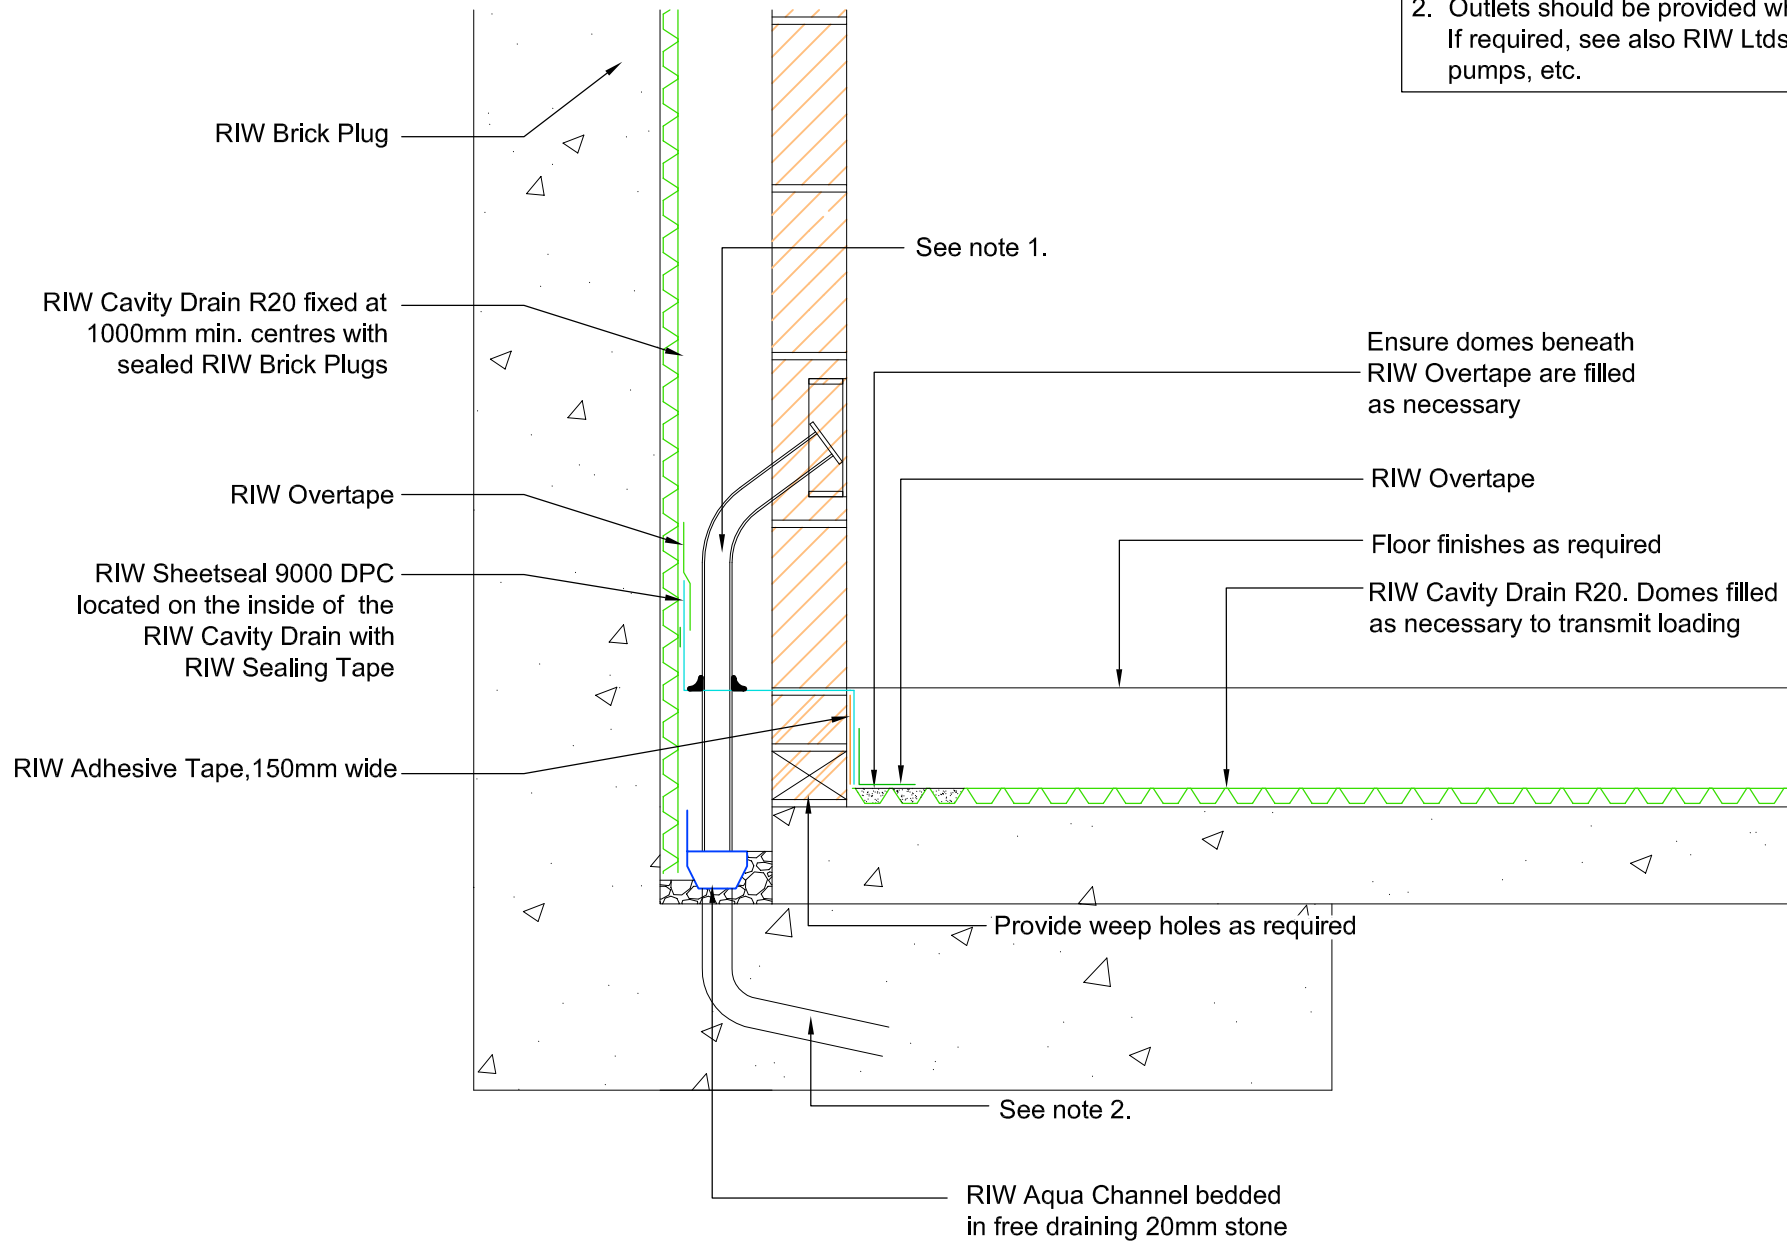 2. Outlets should be provided
If required, see also RIW Ltds
pumps, etc.
RIW Brick Plug
See note 1.
RIW Cavity Drain R20 fixed at
1000mm min. centres with
sealed RIW Brick Plugs
Ensure domes beneath
RIW Overtape are filled
as necessary
RIW Overtape
RIW Overtape
Floor finishes as required
RIW Sheetseal 9000 DPC
located on the inside of the
RIW Cavity Drain with
RIW Sealing Tape
RIW Cavity Drain R20. Domes filled
as necessary to transmit loading
RIW Adhesive Tape,150mm wide
Provide weep holes as required
See note 2.
RIW Aqua Channel bedded
in free draining 20mm stone